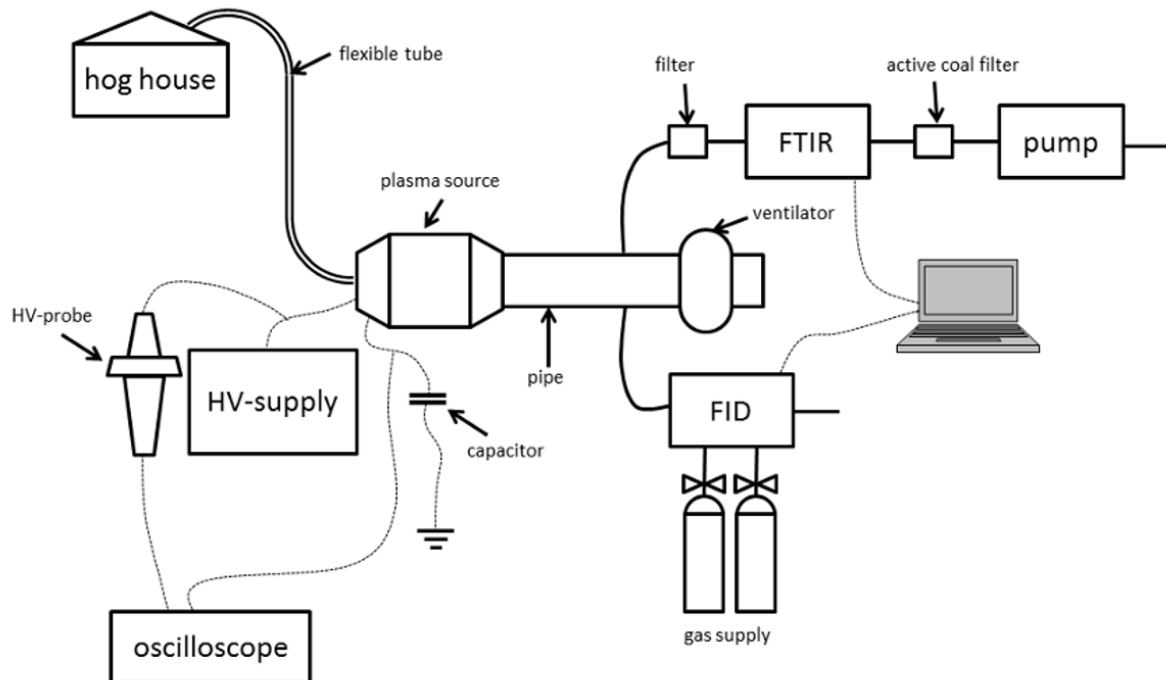 hog house
flexible tube
filter
active coal filter
FTIR
pump
plasma source
ventilator
HV-probe
HV-supply
pipe
capacitor
FID
gas supply
oscilloscope